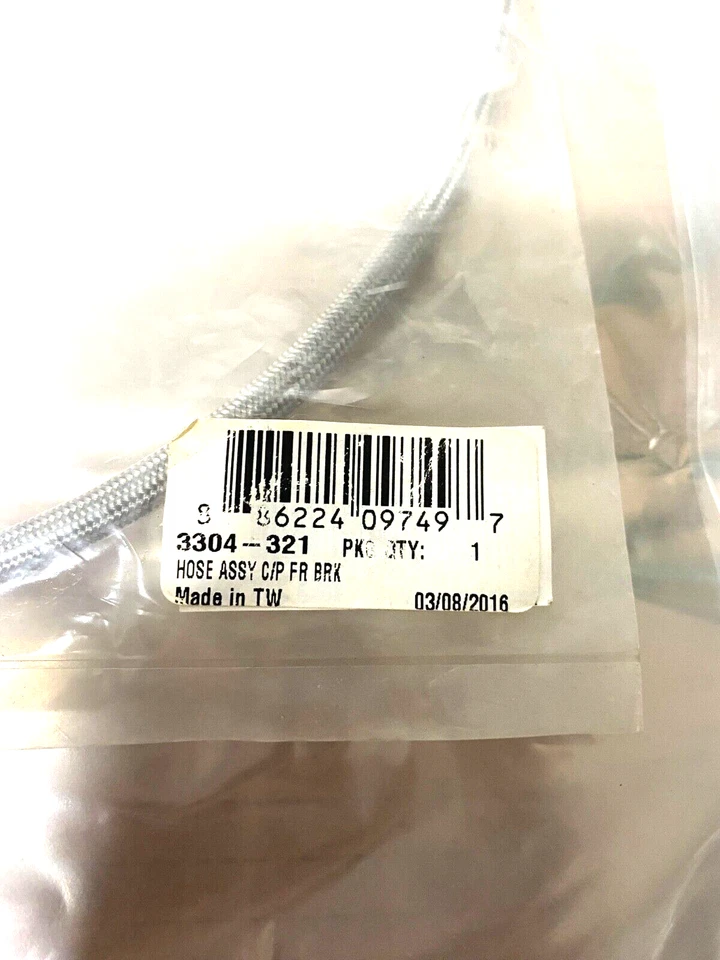 8 86224 09749 7
3304-321 PKG QTY: 1
HOSE ASSY C/P FR BRK
Made in TW 03/08/2016